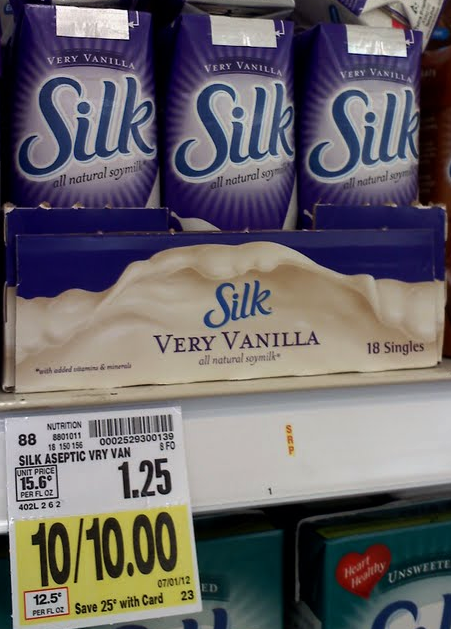 VERY VANILLA
Silk
all natural soymilk*
VERY VANILLA
Silk
all natural soymilk*
VERY VANILLA
Silk
all natural soymilk
Silk
VERY VANILLA
all natural soymilk*
18 Singles
*with added vitamins & minerals
NUTRITION
88 8801011
18 150 156
0002529300139
8 FO
SILK ASEPTIC VRY VAN
UNIT PRICE
15.6¢
PER FL OZ
1.25
402L 2 6 2
10/10.00
07/01/12
12.5¢
PER FL OZ
Save 25¢ with Card 23
SRP
1
ED
Heart
Healthy
UNSWEETE